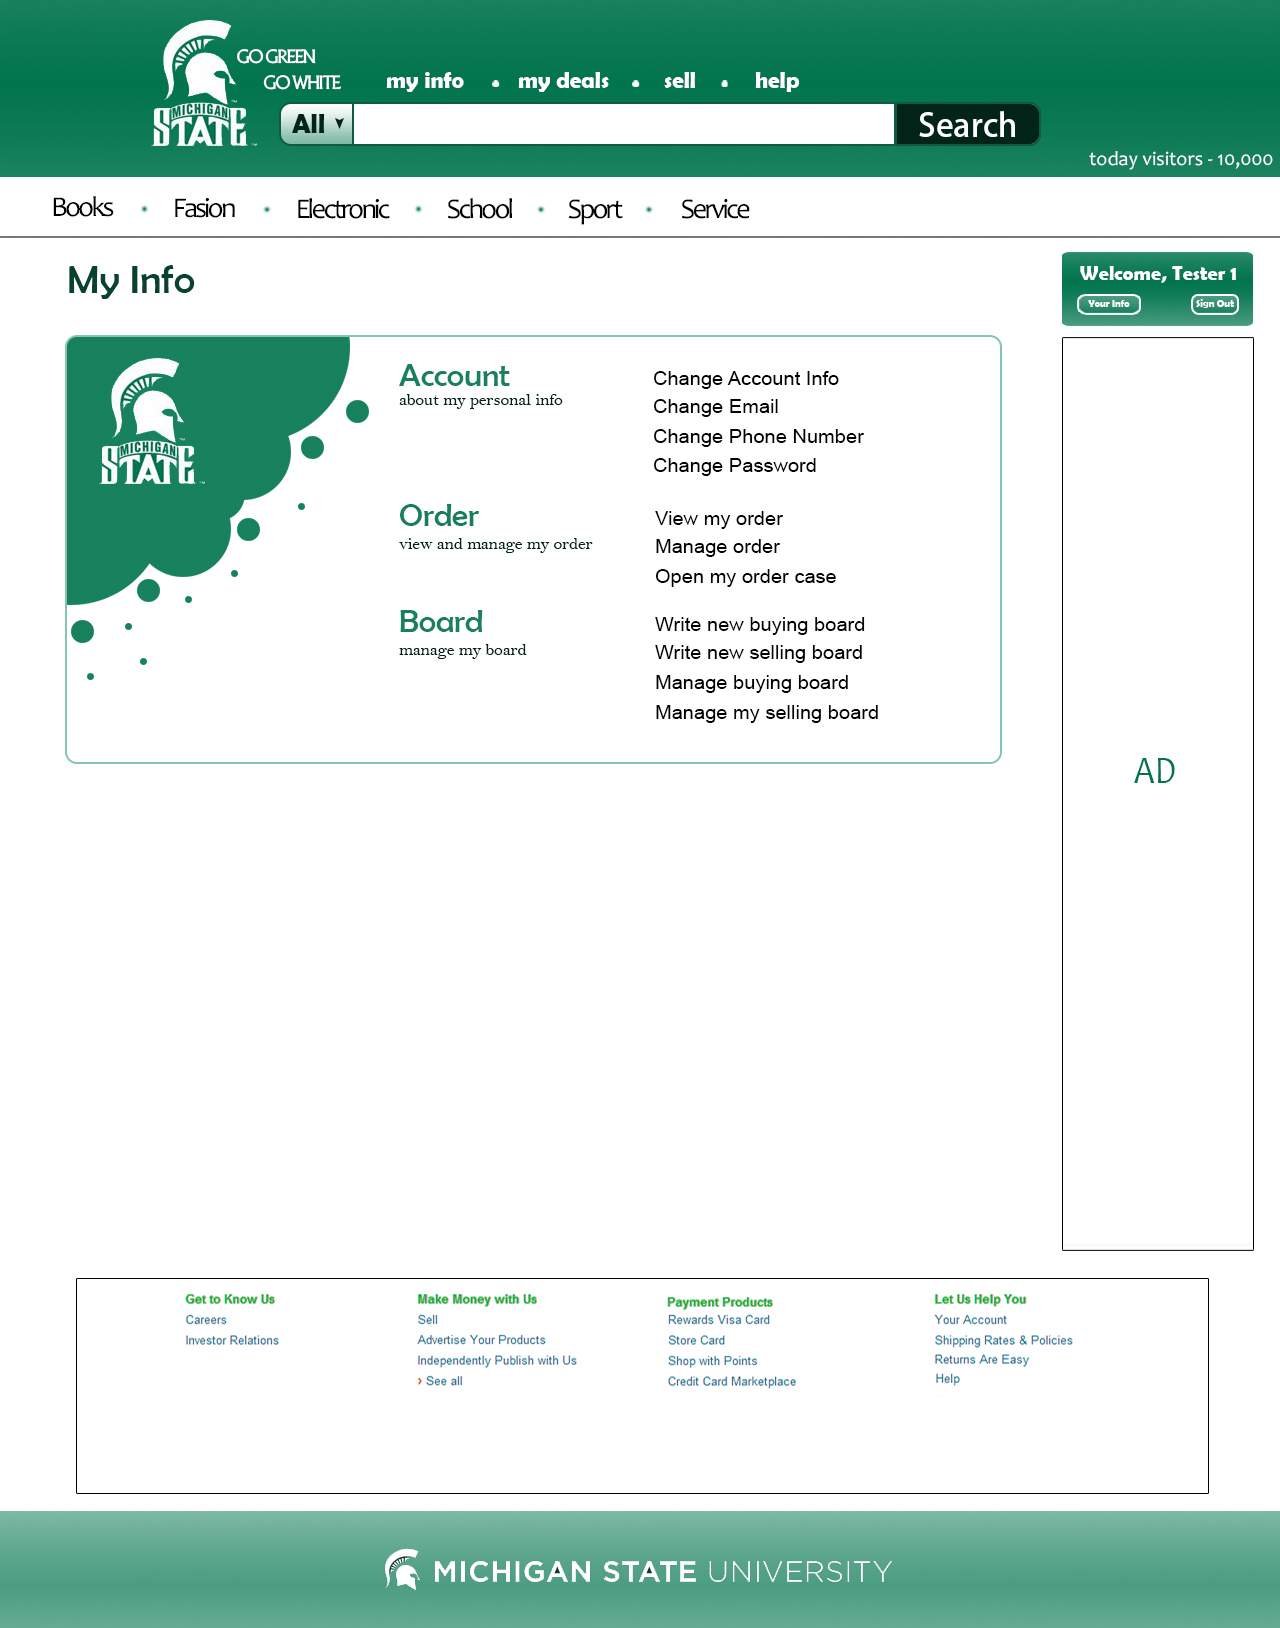 GO GREEN
GO WHITE
MICHIGAN
STATE
my info • my deals • sell • help
All Search
today visitors - 10,000
Books • Fasion • Electronic • School • Sport • Service
My Info
Welcome, Tester 1
Your Info Sign Out
MICHIGAN
STATE
Account
about my personal info
Change Account Info
Change Email
Change Phone Number
Change Password
Order
view and manage my order
View my order
Manage order
Open my order case
Board
manage my board
Write new buying board
Write new selling board
Manage buying board
Manage my selling board
AD
Get to Know Us
Careers
Investor Relations
Make Money with Us
Sell
Advertise Your Products
Independently Publish with Us
› See all
Payment Products
Rewards Visa Card
Store Card
Shop with Points
Credit Card Marketplace
Let Us Help You
Your Account
Shipping Rates & Policies
Returns Are Easy
Help
MICHIGAN STATE UNIVERSITY